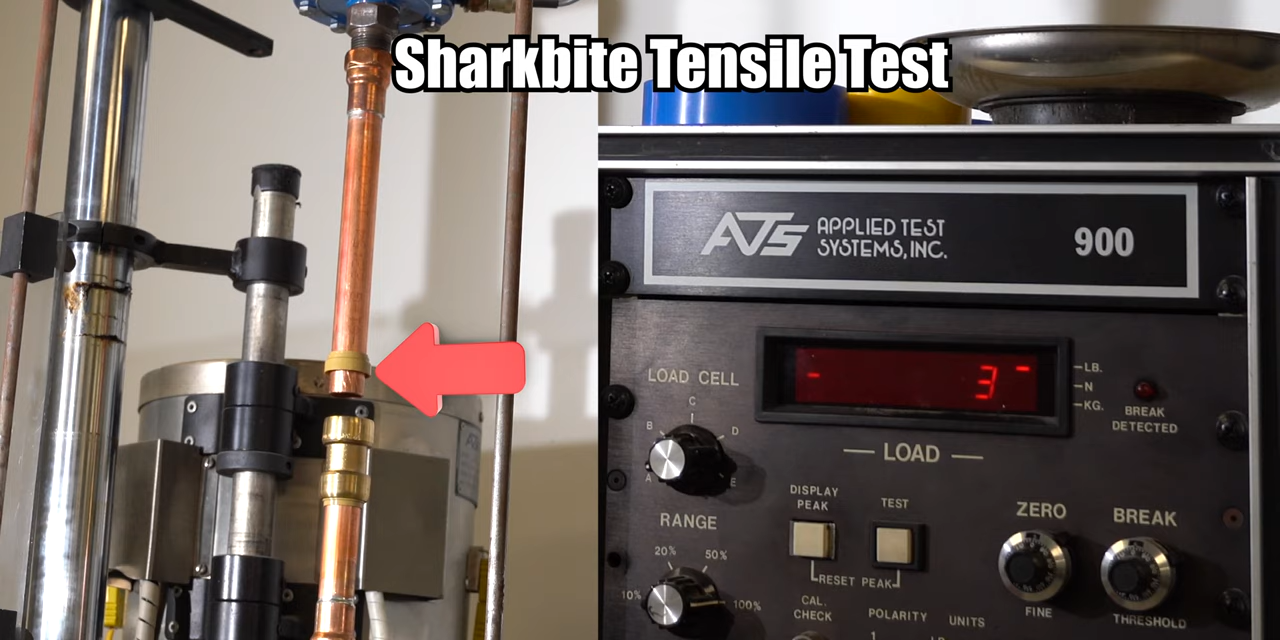 Sharkbite Tensile Test
ATS
APPLIED TEST
SYSTEMS, INC.
900
LOAD CELL
A
B
C
D
E
- 3
LB.
N
KG.
BREAK
DETECTED
LOAD
RANGE
10%
20%
50%
100%
DISPLAY
PEAK
TEST
RESET PEAK
ZERO
FINE
BREAK
THRESHOLD
CAL.
CHECK
POLARITY
UNITS